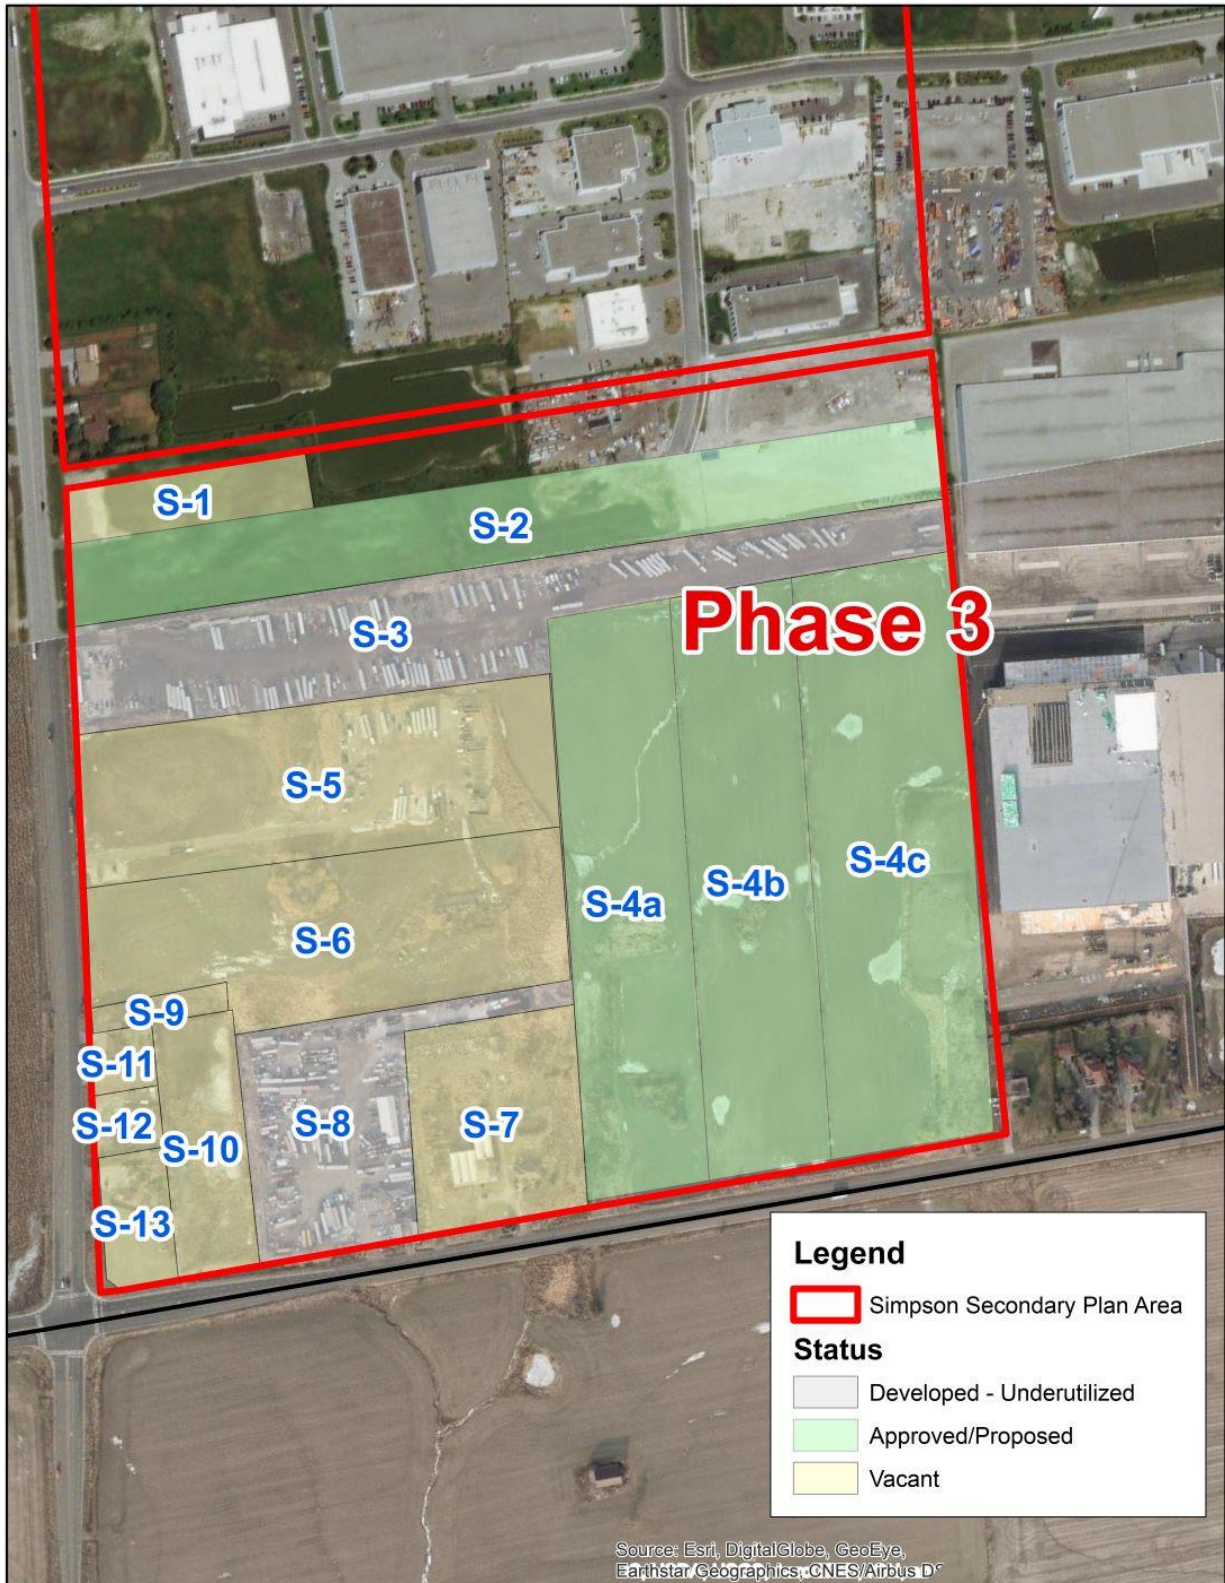 S-1
S-2
Phase 3
S-3
S-5
S-4c
S-4b
S-4a
S-6
S-9
S-11
S-12
S-10
S-8
S-7
S-13
Legend
Simpson Secondary Plan Area
Status
Developed - Underutilized
Approved/Proposed
Vacant
Source: Esri, DigitalGlobe, GeoEye,
Earthstar Geographics, CNES/Airbus DS